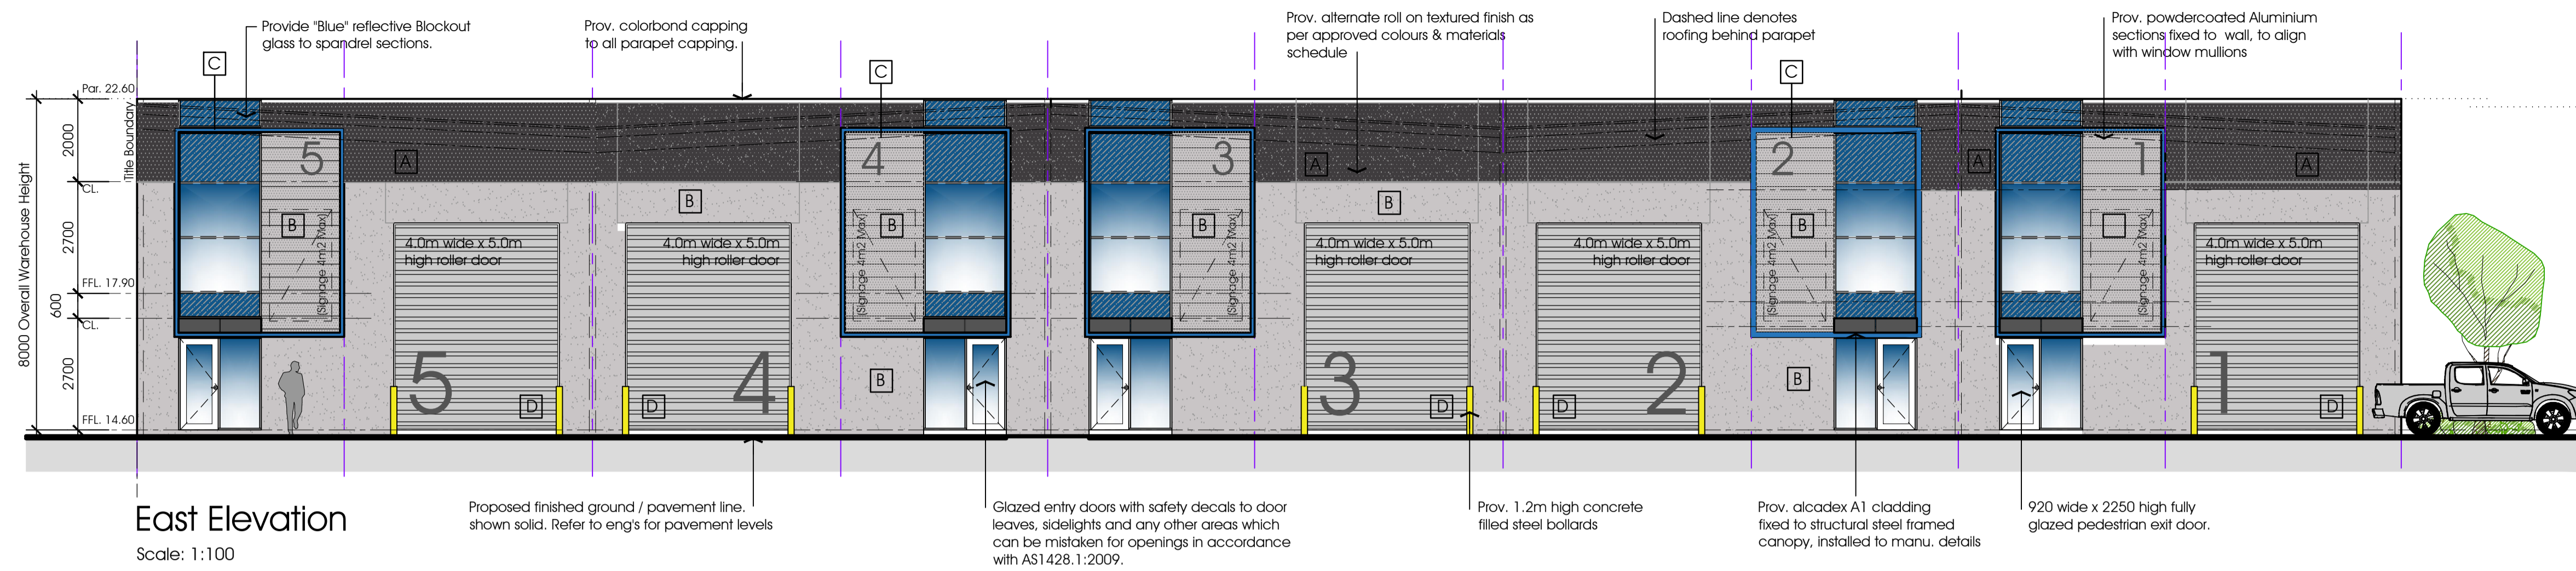 Provide "Blue" reflective Blockout
glass to spandrel sections.
Prov. colorbond capping
to all parapet capping.
Prov. alternate roll on textured finish as
per approved colours & materials
schedule
Dashed line denotes
roofing behind parapet
Prov. powdercoated Aluminium
sections fixed to wall, to align
with window mullions
C
C
C
Par. 22.60
2000
Title Boundary
CL.
2700
8000 Overall Warehouse Height
FFL. 17.90
600
CL.
2700
FFL. 14.60
5
A
4
3
A
2
A
1
A
B
(Signage 4m2 Max)
4.0m wide x 5.0m
high roller door
B
4.0m wide x 5.0m
high roller door
(Signage 4m2 Max)
B
B
(Signage 4m2 Max)
B
4.0m wide x 5.0m
high roller door
4.0m wide x 5.0m
high roller door
(Signage 4m2 Max)
B
(Signage 4m2 Max)
4.0m wide x 5.0m
high roller door
5
D
D
4
B
3
D
D
2
B
1
D
East Elevation
Scale: 1:100
Proposed finished ground / pavement line.
shown solid. Refer to eng's for pavement levels
Glazed entry doors with safety decals to door
leaves, sidelights and any other areas which
can be mistaken for openings in accordance
with AS1428.1:2009.
Prov. 1.2m high concrete
filled steel bollards
Prov. alcadex A1 cladding
fixed to structural steel framed
canopy, installed to manu. details
920 wide x 2250 high fully
glazed pedestrian exit door.